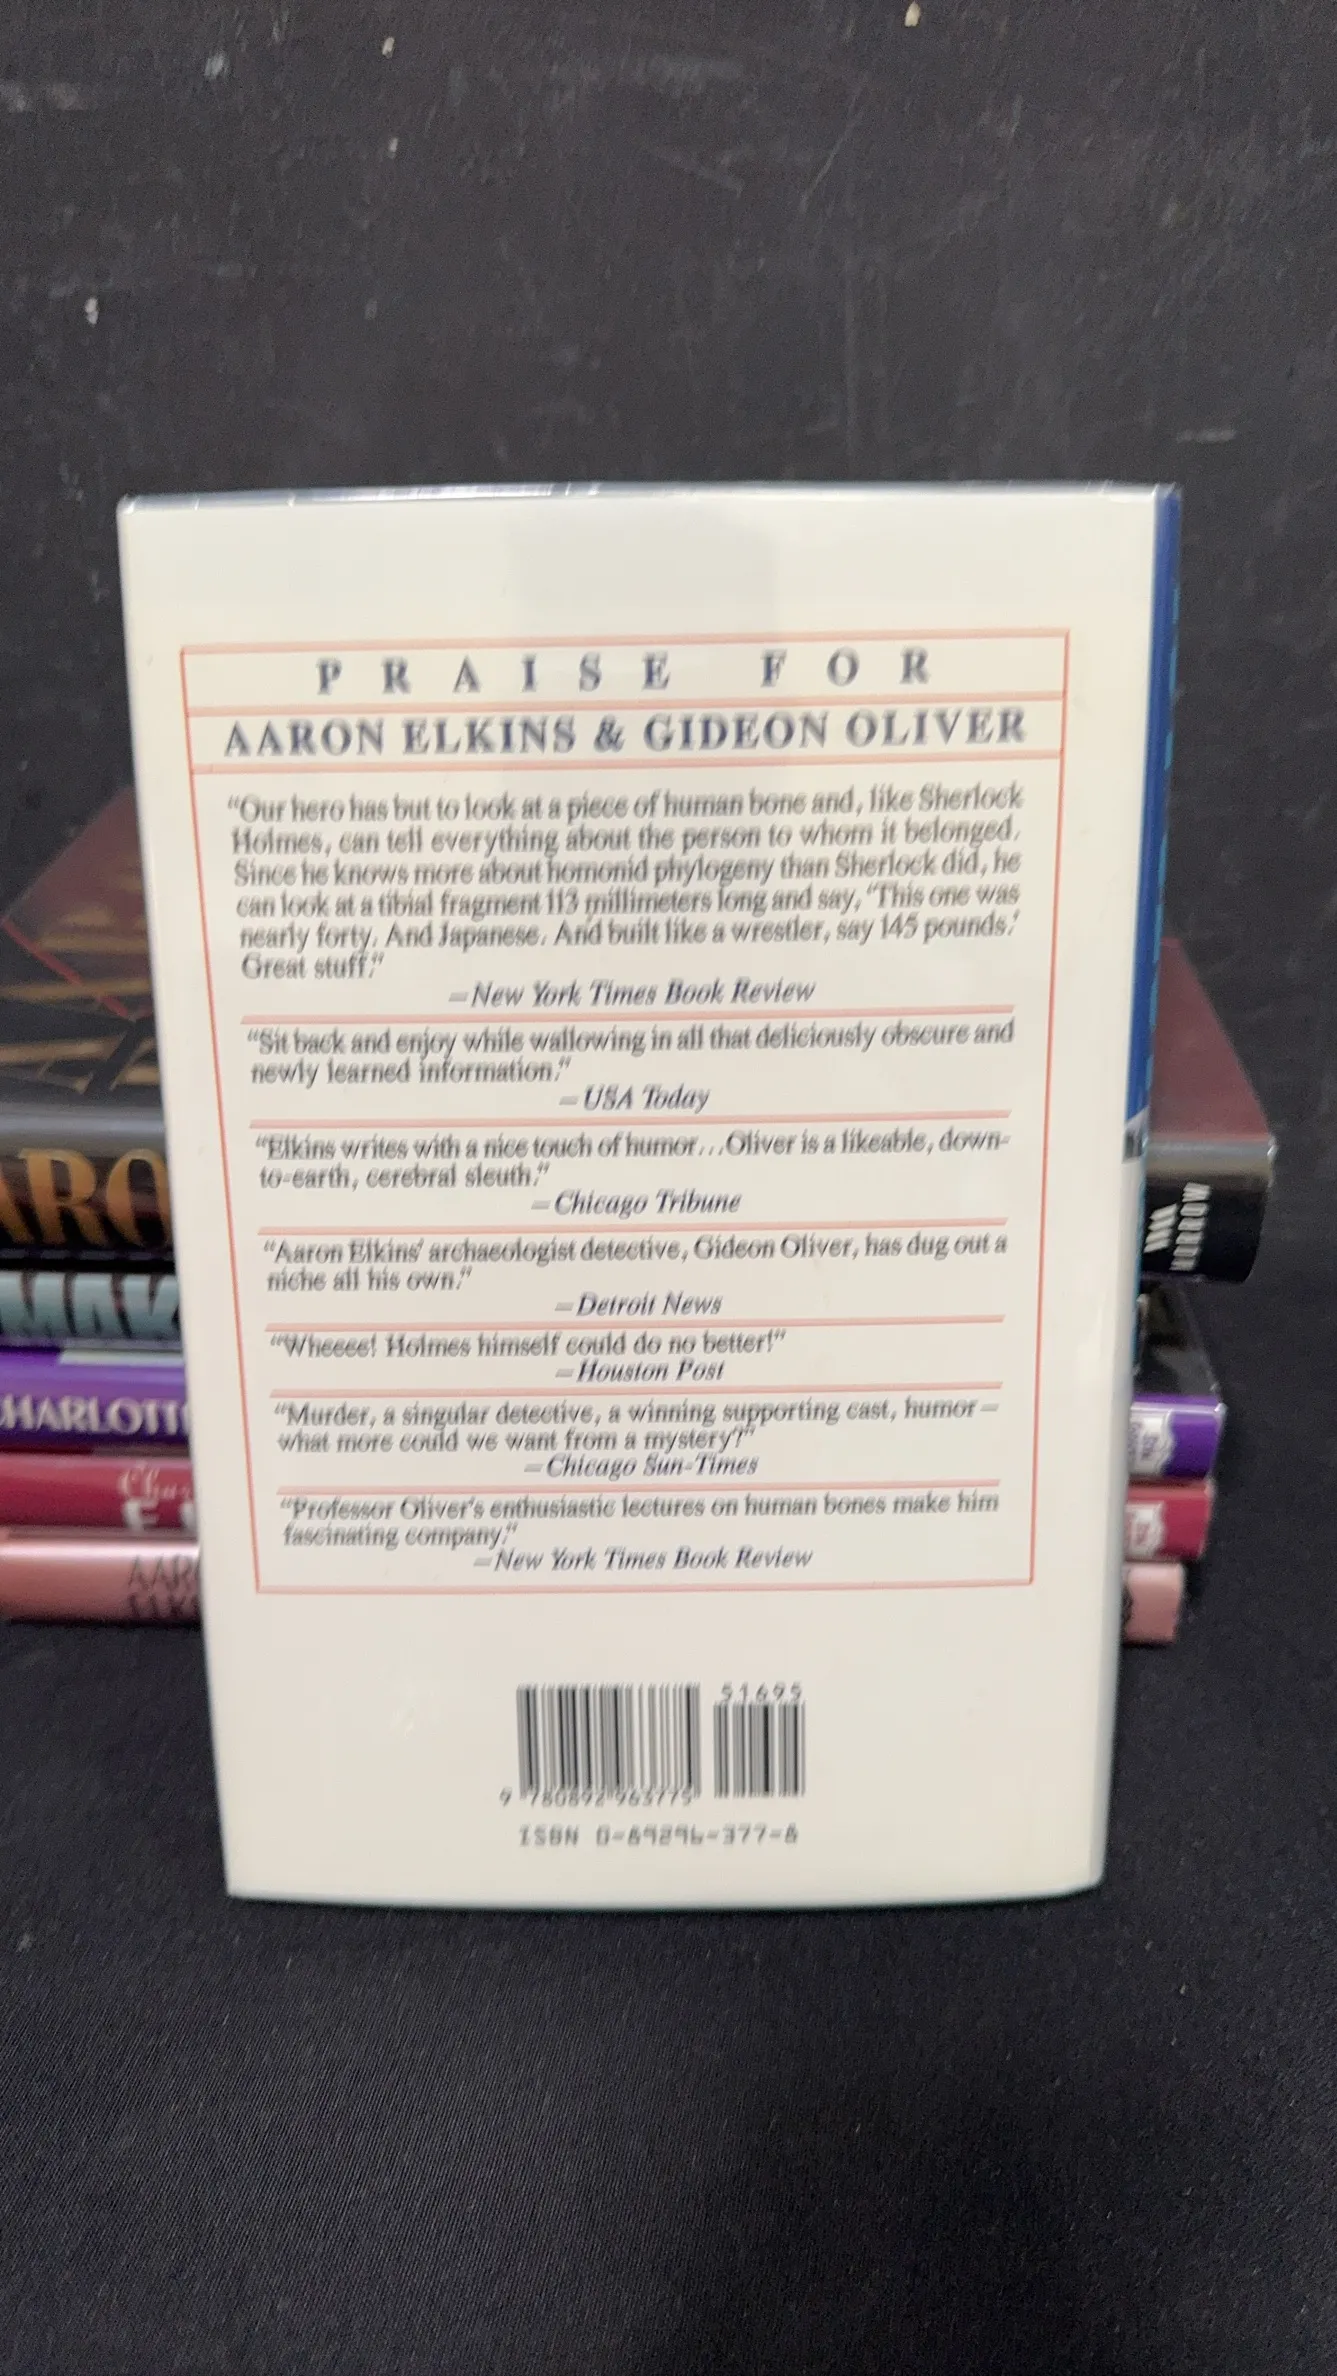 PRAISE FOR
AARON ELKINS & GIDEON OLIVER
“Our hero has but to look at a piece of human bone and, like Sherlock
Holmes, can tell everything about the person to whom it belonged.
Since he knows more about homonid phylogeny than Sherlock did, he
can look at a tibial fragment 113 millimeters long and say, ‘This one was
nearly forty. And Japanese. And built like a wrestler, say 145 pounds.’
Great stuff.”
—New York Times Book Review
“Sit back and enjoy while wallowing in all that deliciously obscure and
newly learned information.”
—USA Today
“Elkins writes with a nice touch of humor...Oliver is a likeable, down-
to-earth, cerebral sleuth.”
—Chicago Tribune
“Aaron Elkins’ archaeologist detective, Gideon Oliver, has dug out a
niche all his own.”
—Detroit News
“Wheeee! Holmes himself could do no better!”
—Houston Post
“Murder, a singular detective, a winning supporting cast, humor—
what more could we want from a mystery?”
—Chicago Sun-Times
“Professor Oliver's enthusiastic lectures on human bones make him
fascinating company.”
—New York Times Book Review
51695
9 780892 963775
ISBN 0-89296-377-8
ARO
MAK
CHARLOTT
Char
AARO
ELK
MORROW